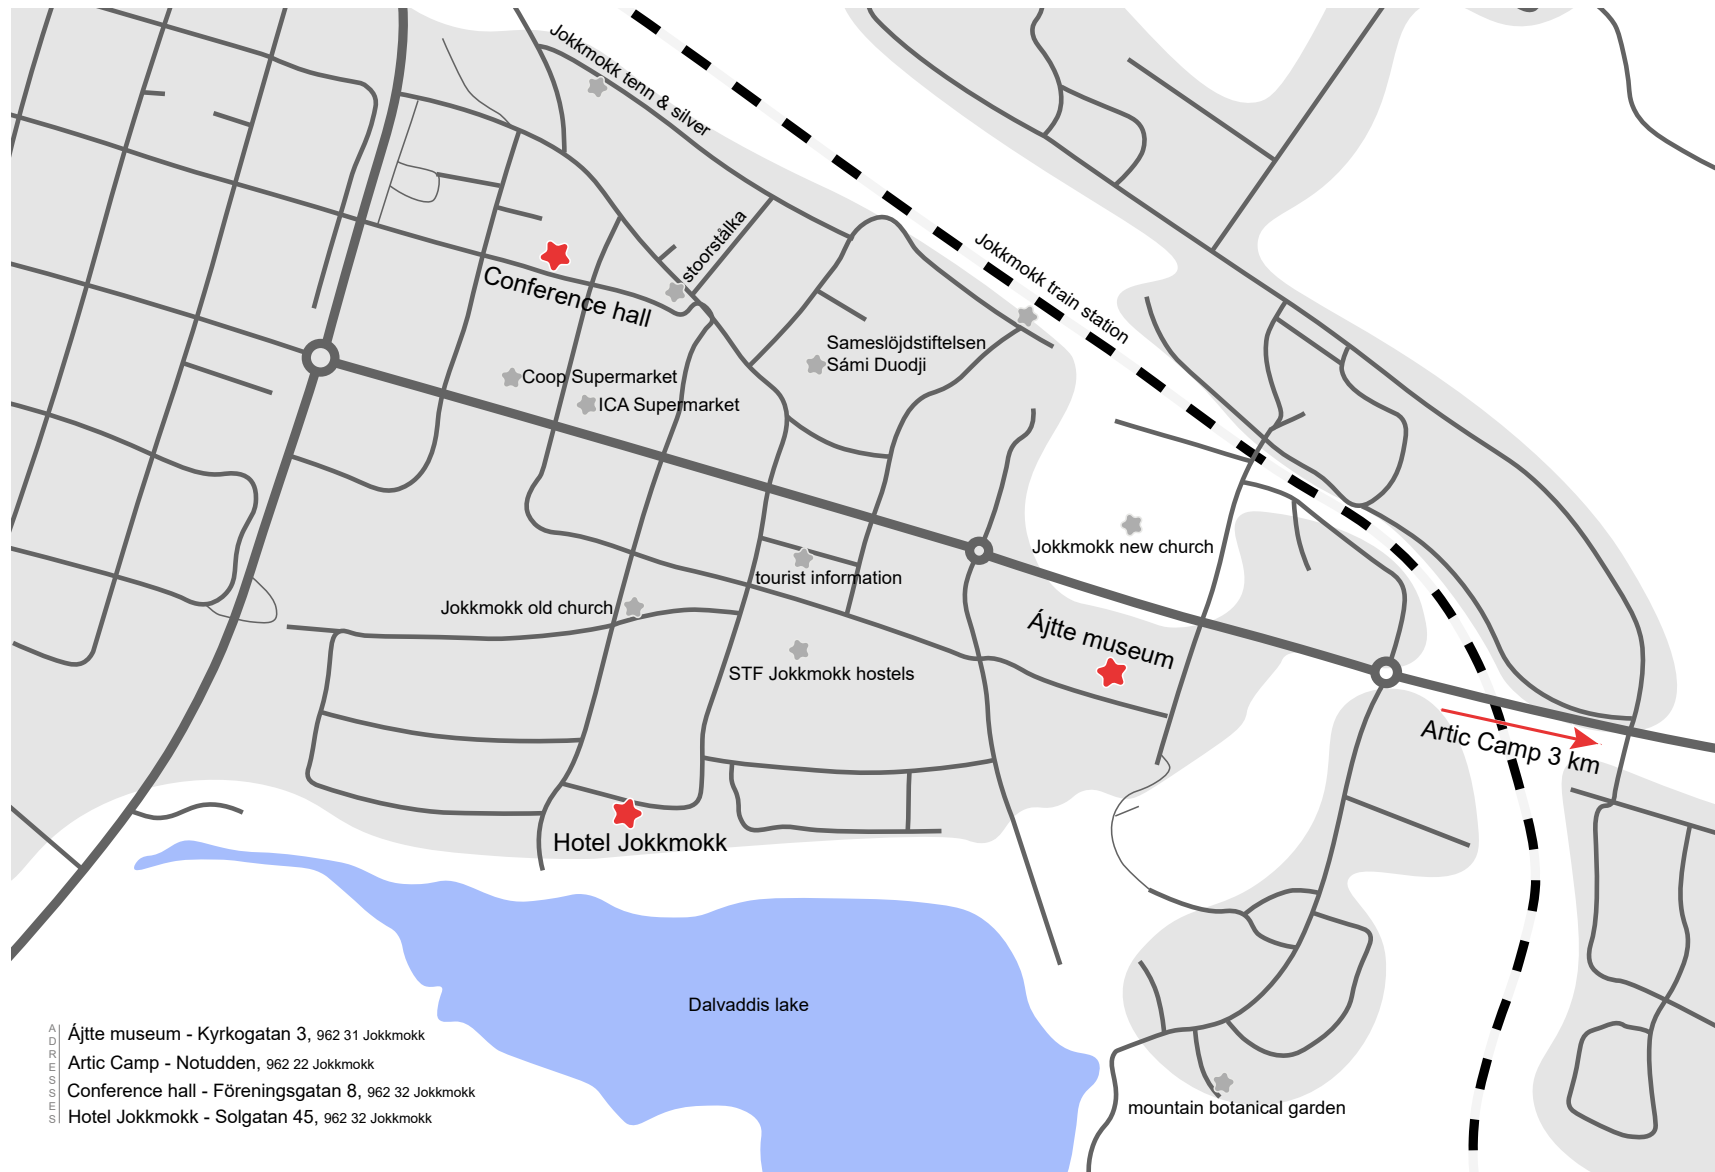 Jokkmokk tenn & silver
stoorstålka
Jokkmokk train station
Conference hall
Sameslöjdstiftelsen
Sámi Duodji
Coop Supermarket
ICA Supermarket
Jokkmokk new church
tourist information
Jokkmokk old church
Ájtte museum
STF Jokkmokk hostels
Artic Camp 3 km
Hotel Jokkmokk
Dalvaddis lake
mountain botanical garden
ADRESSES
Ájtte museum - Kyrkogatan 3, 962 31 Jokkmokk
Artic Camp - Notudden, 962 22 Jokkmokk
Conference hall - Föreningsgatan 8, 962 32 Jokkmokk
Hotel Jokkmokk - Solgatan 45, 962 32 Jokkmokk